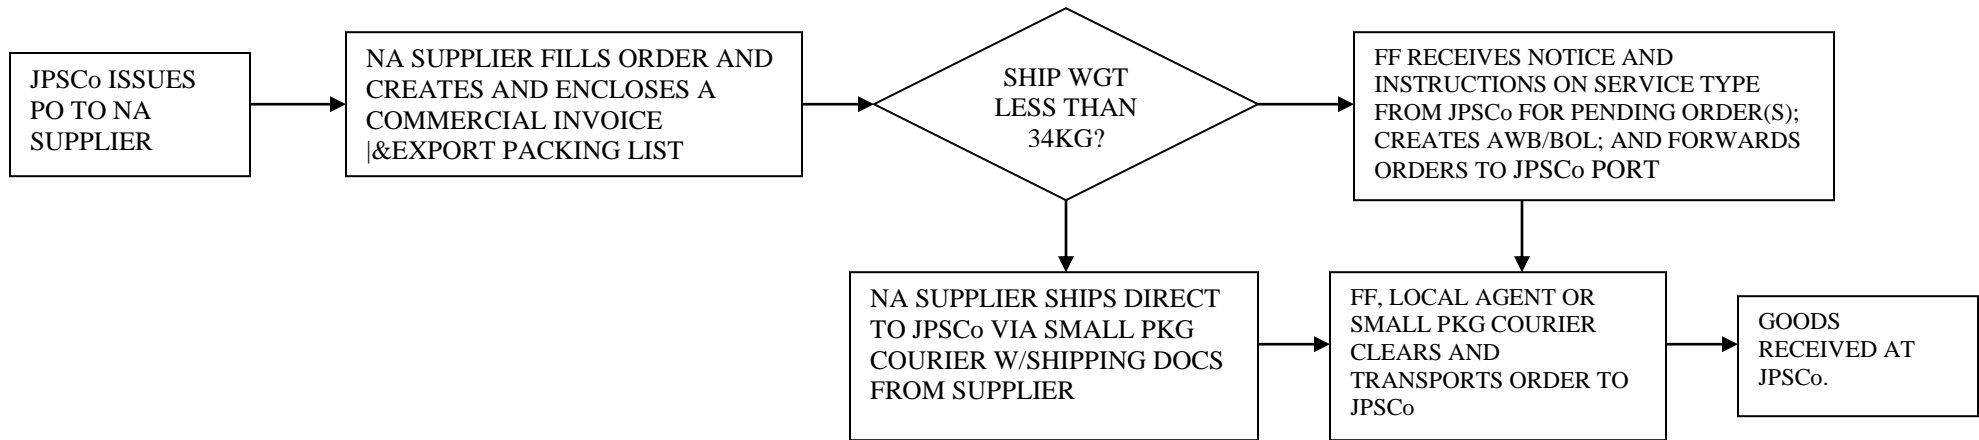 JPSCo ISSUES
PO TO NA
SUPPLIER
NA SUPPLIER FILLS ORDER AND
CREATES AND ENCLOSES A
COMMERCIAL INVOICE
|&EXPORT PACKING LIST
SHIP WGT
LESS THAN
34KG?
FF RECEIVES NOTICE AND
INSTRUCTIONS ON SERVICE TYPE
FROM JPSCo FOR PENDING ORDER(S);
CREATES AWB/BOL; AND FORWARDS
ORDERS TO JPSCo PORT
NA SUPPLIER SHIPS DIRECT
TO JPSCo VIA SMALL PKG
COURIER W/SHIPPING DOCS
FROM SUPPLIER
FF, LOCAL AGENT OR
SMALL PKG COURIER
CLEARS AND
TRANSPORTS ORDER TO
JPSCo
GOODS
RECEIVED AT
JPSCo.